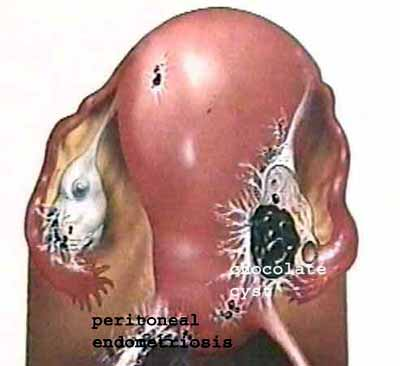 chocolate
cyst
peritoneal
endometriosis